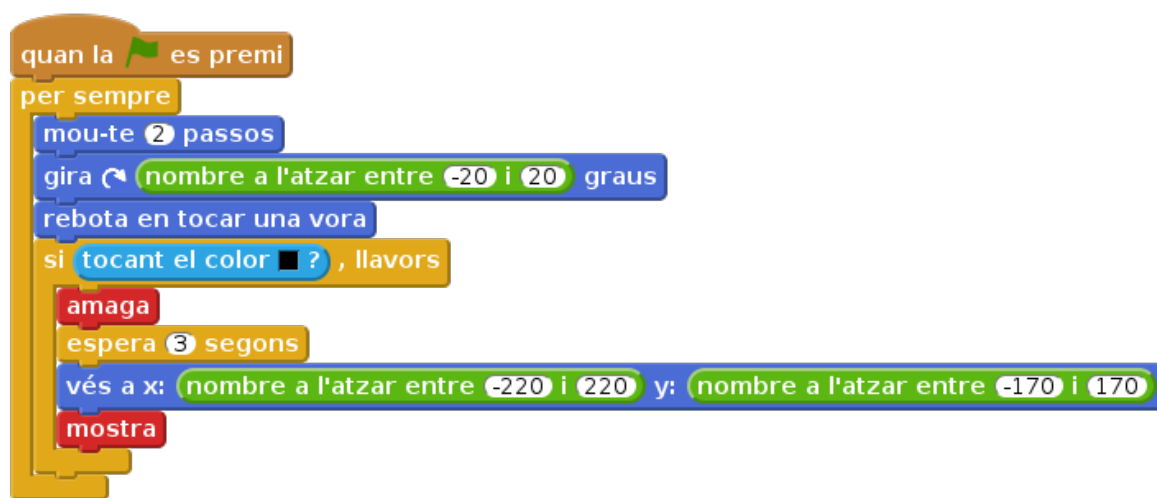 quan la es premi
per sempre
mou-te 2 passos
gira nombre a l'atzar entre -20 i 20 graus
rebota en tocar una vora
si tocant el color ? , llavors
amaga
espera 3 segons
vés a x: nombre a l'atzar entre -220 i 220 y: nombre a l'atzar entre -170 i 170
mostra